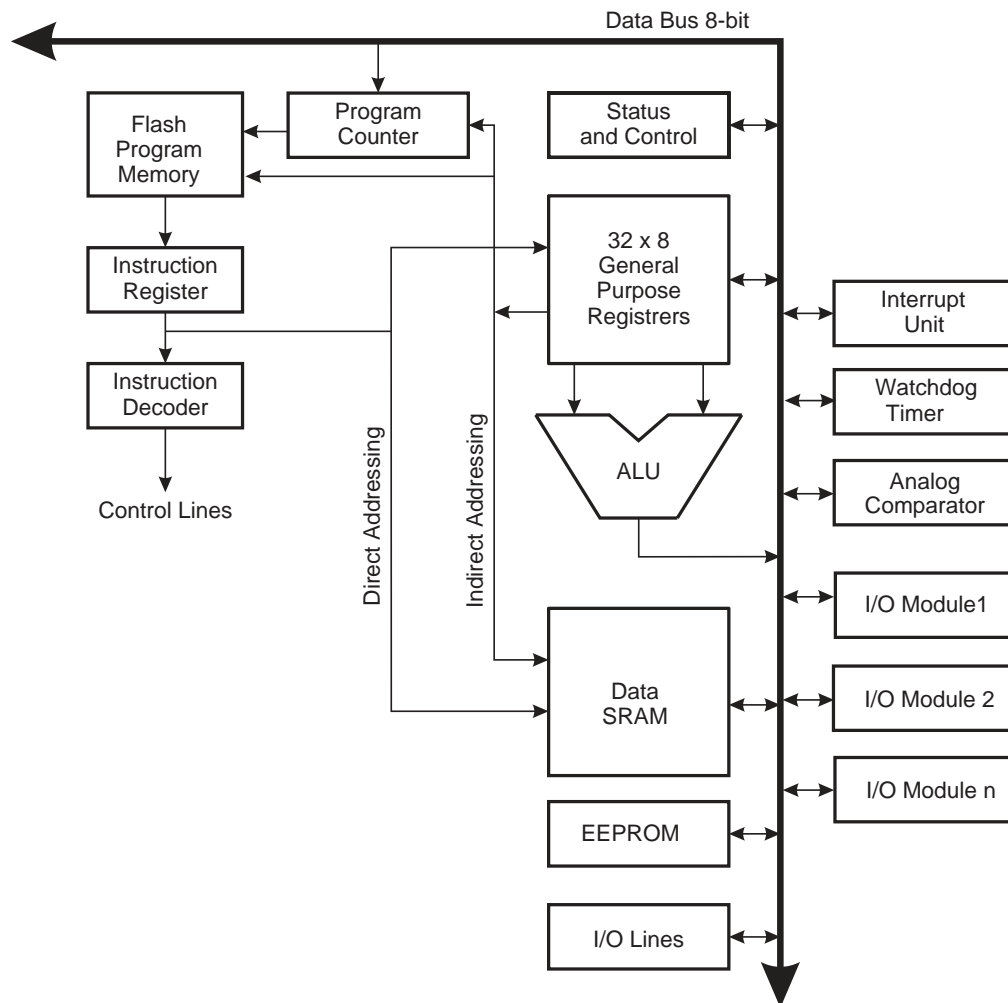 Data Bus 8-bit
Flash
Program
Memory
Program
Counter
Status
and Control
32 x 8
General
Purpose
Registrers
Instruction
Register
Interrupt
Unit
Instruction
Decoder
Watchdog
Timer
ALU
Analog
Comparator
Control Lines
Direct Addressing
Indirect Addressing
I/O Module1
Data
SRAM
I/O Module 2
I/O Module n
EEPROM
I/O Lines